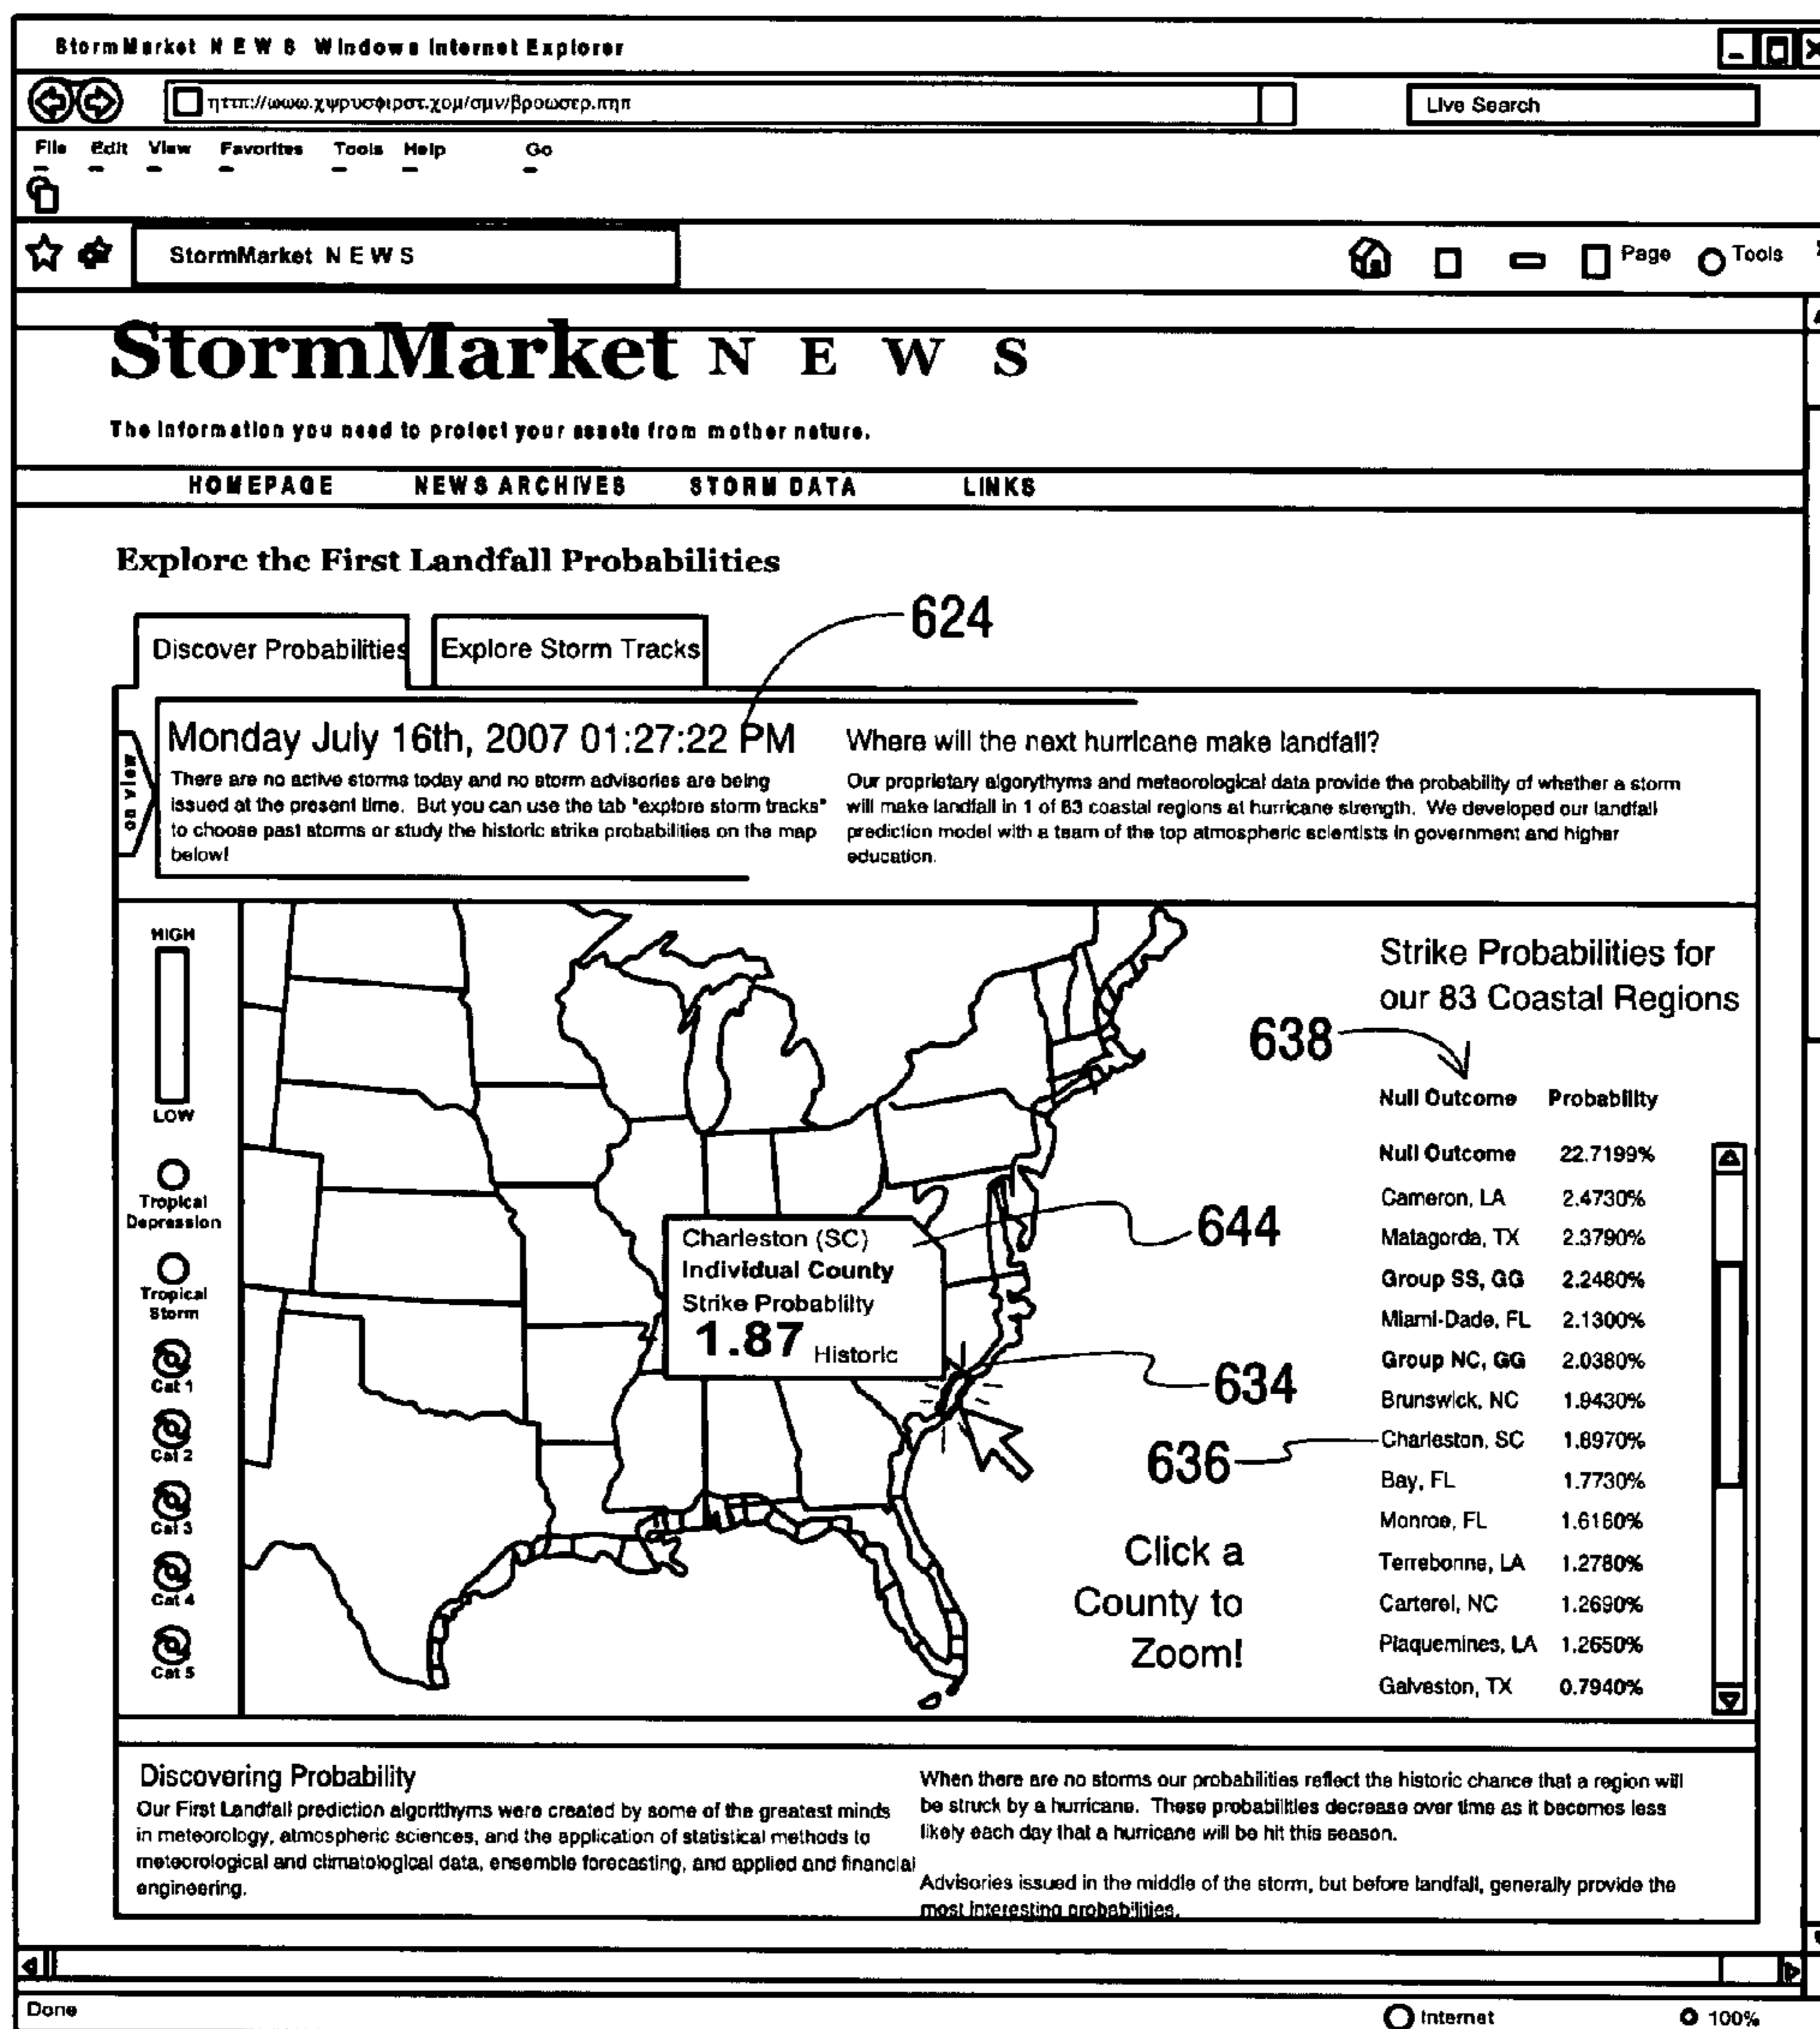 StormMarket N E W S Windows Internet Explorer
ηττπ://ωωω.χψρυσφιρστ.χομ/σμν/βροωσερ.πηπ
Live Search
File Edit View Favorites Tools Help Go
StormMarket N E W S
Page Tools
StormMarket N E W S
The information you need to protect your assets from mother nature.
HOMEPAGE NEWS ARCHIVES STORM DATA LINKS
Explore the First Landfall Probabilities
624
Discover Probabilities Explore Storm Tracks
on view
Monday July 16th, 2007 01:27:22 PM
There are no active storms today and no storm advisories are being
issued at the present time. But you can use the tab "explore storm tracks"
to choose past storms or study the historic strike probabilities on the map
below!
Where will the next hurricane make landfall?
Our proprietary algorythyms and meteorological data provide the probability of whether a storm
will make landfall in 1 of 83 coastal regions at hurricane strength. We developed our landfall
prediction model with a team of the top atmospheric scientists in government and higher
education.
HIGH
LOW
Tropical
Depression
Tropical
Storm
Cat 1
Cat 2
Cat 3
Cat 4
Cat 5
Charleston (SC)
Individual County
Strike Probability
1.87 Historic
644
634
636
638
Click a
County to
Zoom!
Strike Probabilities for
our 83 Coastal Regions
Null Outcome Probability
Null Outcome 22.7199%
Cameron, LA 2.4730%
Matagorda, TX 2.3790%
Group SS, GG 2.2480%
Miami-Dade, FL 2.1300%
Group NC, GG 2.0380%
Brunswick, NC 1.9430%
Charleston, SC 1.8970%
Bay, FL 1.7730%
Monroe, FL 1.6160%
Terrebonne, LA 1.2780%
Carteret, NC 1.2690%
Plaquemines, LA 1.2650%
Galveston, TX 0.7940%
Discovering Probability
Our First Landfall prediction algorithyms were created by some of the greatest minds
in meteorology, atmospheric sciences, and the application of statistical methods to
meteorological and climatological data, ensemble forecasting, and applied and financial
engineering.
When there are no storms our probabilities reflect the historic chance that a region will
be struck by a hurricane. These probabilities decrease over time as it becomes less
likely each day that a hurricane will be hit this season.
Advisories issued in the middle of the storm, but before landfall, generally provide the
most interesting probabilities.
Done
Internet
100%